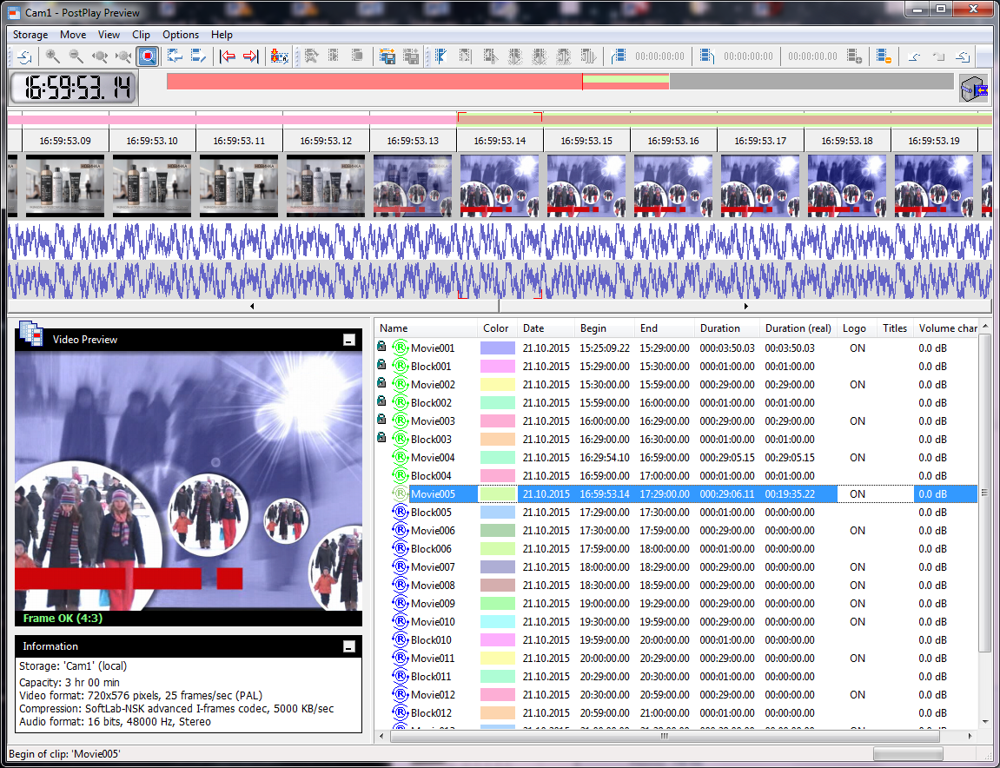 Cam1 - PostPlay Preview
Storage Move View Clip Options Help
00:00:00:00 00:00:00:00 00:00:00.00
16:59:53. 14
16:59:53.09 16:59:53.10 16:59:53.11 16:59:53.12 16:59:53.13 16:59:53.14 16:59:53.15 16:59:53.16 16:59:53.17 16:59:53.18 16:59:53.19
Video Preview
Frame OK (4:3)
Information
Storage: 'Cam1' (local)
Capacity: 3 hr 00 min
Video format: 720x576 pixels, 25 frames/sec (PAL)
Compression: SoftLab-NSK advanced I-frames codec, 5000 KB/sec
Audio format: 16 bits, 48000 Hz, Stereo
Name Color Date Begin End Duration Duration (real) Logo Titles Volume char
Movie001 21.10.2015 15:25:09.22 15:29:00.00 000:03:50.03 00:03:50.03 ON 0.0 dB
Block001 21.10.2015 15:29:00.00 15:30:00.00 000:01:00.00 00:01:00.00 0.0 dB
Movie002 21.10.2015 15:30:00.00 15:59:00.00 000:29:00.00 00:29:00.00 ON 0.0 dB
Block002 21.10.2015 15:59:00.00 16:00:00.00 000:01:00.00 00:01:00.00 0.0 dB
Movie003 21.10.2015 16:00:00.00 16:29:00.00 000:29:00.00 00:29:00.00 ON 0.0 dB
Block003 21.10.2015 16:29:00.00 16:30:00.00 000:01:00.00 00:01:00.00 0.0 dB
Movie004 21.10.2015 16:29:54.10 16:59:00.00 000:29:05.15 00:29:05.15 ON 0.0 dB
Block004 21.10.2015 16:59:00.00 17:00:00.00 000:01:00.00 00:01:00.00 0.0 dB
Movie005 21.10.2015 16:59:53.14 17:29:00.00 000:29:06.11 00:19:35.22 ON 0.0 dB
Block005 21.10.2015 17:29:00.00 17:30:00.00 000:01:00.00 00:00:00.00 0.0 dB
Movie006 21.10.2015 17:30:00.00 17:59:00.00 000:29:00.00 00:00:00.00 ON 0.0 dB
Block006 21.10.2015 17:59:00.00 18:00:00.00 000:01:00.00 00:00:00.00 0.0 dB
Movie007 21.10.2015 18:00:00.00 18:29:00.00 000:29:00.00 00:00:00.00 ON 0.0 dB
Movie008 21.10.2015 18:30:00.00 18:59:00.00 000:29:00.00 00:00:00.00 ON 0.0 dB
Movie009 21.10.2015 19:00:00.00 19:29:00.00 000:29:00.00 00:00:00.00 ON 0.0 dB
Movie010 21.10.2015 19:30:00.00 19:59:00.00 000:29:00.00 00:00:00.00 ON 0.0 dB
Block010 21.10.2015 19:59:00.00 20:00:00.00 000:01:00.00 00:00:00.00 0.0 dB
Movie011 21.10.2015 20:00:00.00 20:29:00.00 000:29:00.00 00:00:00.00 ON 0.0 dB
Block011 21.10.2015 20:29:00.00 20:30:00.00 000:01:00.00 00:00:00.00 0.0 dB
Movie012 21.10.2015 20:30:00.00 20:59:00.00 000:29:00.00 00:00:00.00 ON 0.0 dB
Block012 21.10.2015 20:59:00.00 21:00:00.00 000:01:00.00 00:00:00.00 0.0 dB
Begin of clip: 'Movie005'